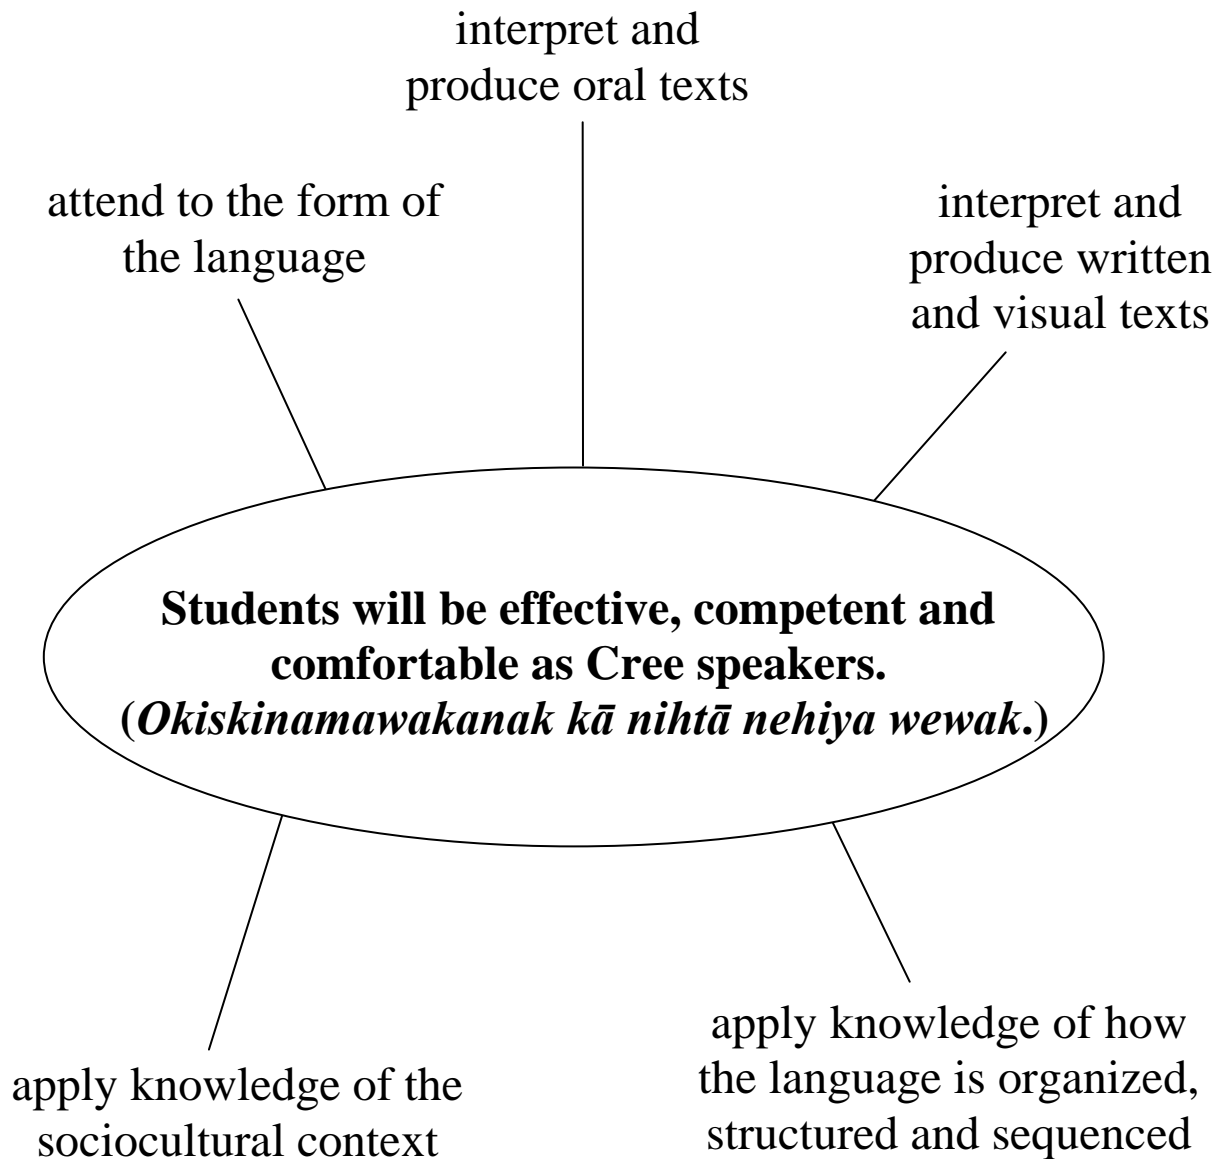 interpret and
produce oral texts
attend to the form of
the language
interpret and
produce written
and visual texts
Students will be effective, competent and
comfortable as Cree speakers.
(Okiskinamawakanak kā nihtā nehiya wewak.)
apply knowledge of the
sociocultural context
apply knowledge of how
the language is organized,
structured and sequenced